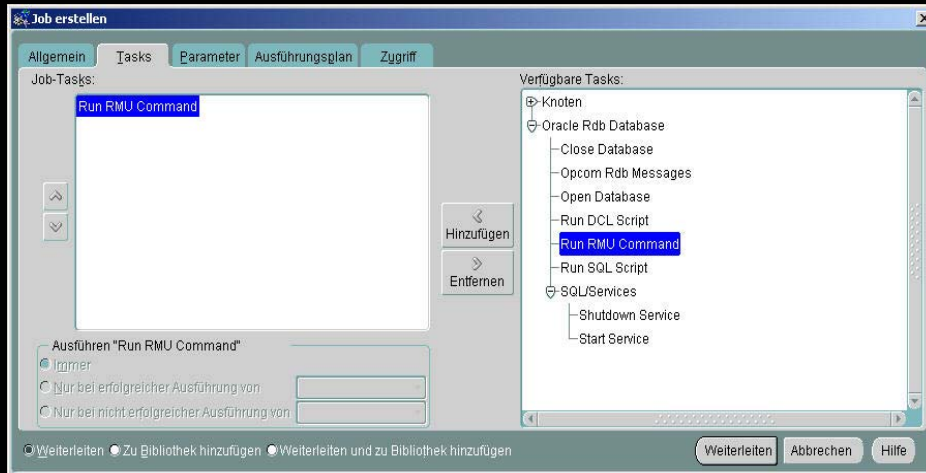 Job erstellen
Allgemein Tasks Parameter Ausführungsplan Zugriff
Job-Tasks:
Run RMU Command
Ausführen "Run RMU Command"
Immer
Nur bei erfolgreicher Ausführung von
Nur bei nicht erfolgreicher Ausführung von
Hinzufügen
Entfernen
Verfügbare Tasks:
Knoten
Oracle Rdb Database
Close Database
Opcom Rdb Messages
Open Database
Run DCL Script
Run RMU Command
Run SQL Script
SQL/Services
Shutdown Service
Start Service
Weiterleiten Zu Bibliothek hinzufügen Weiterleiten und zu Bibliothek hinzufügen
Weiterleiten Abbrechen Hilfe